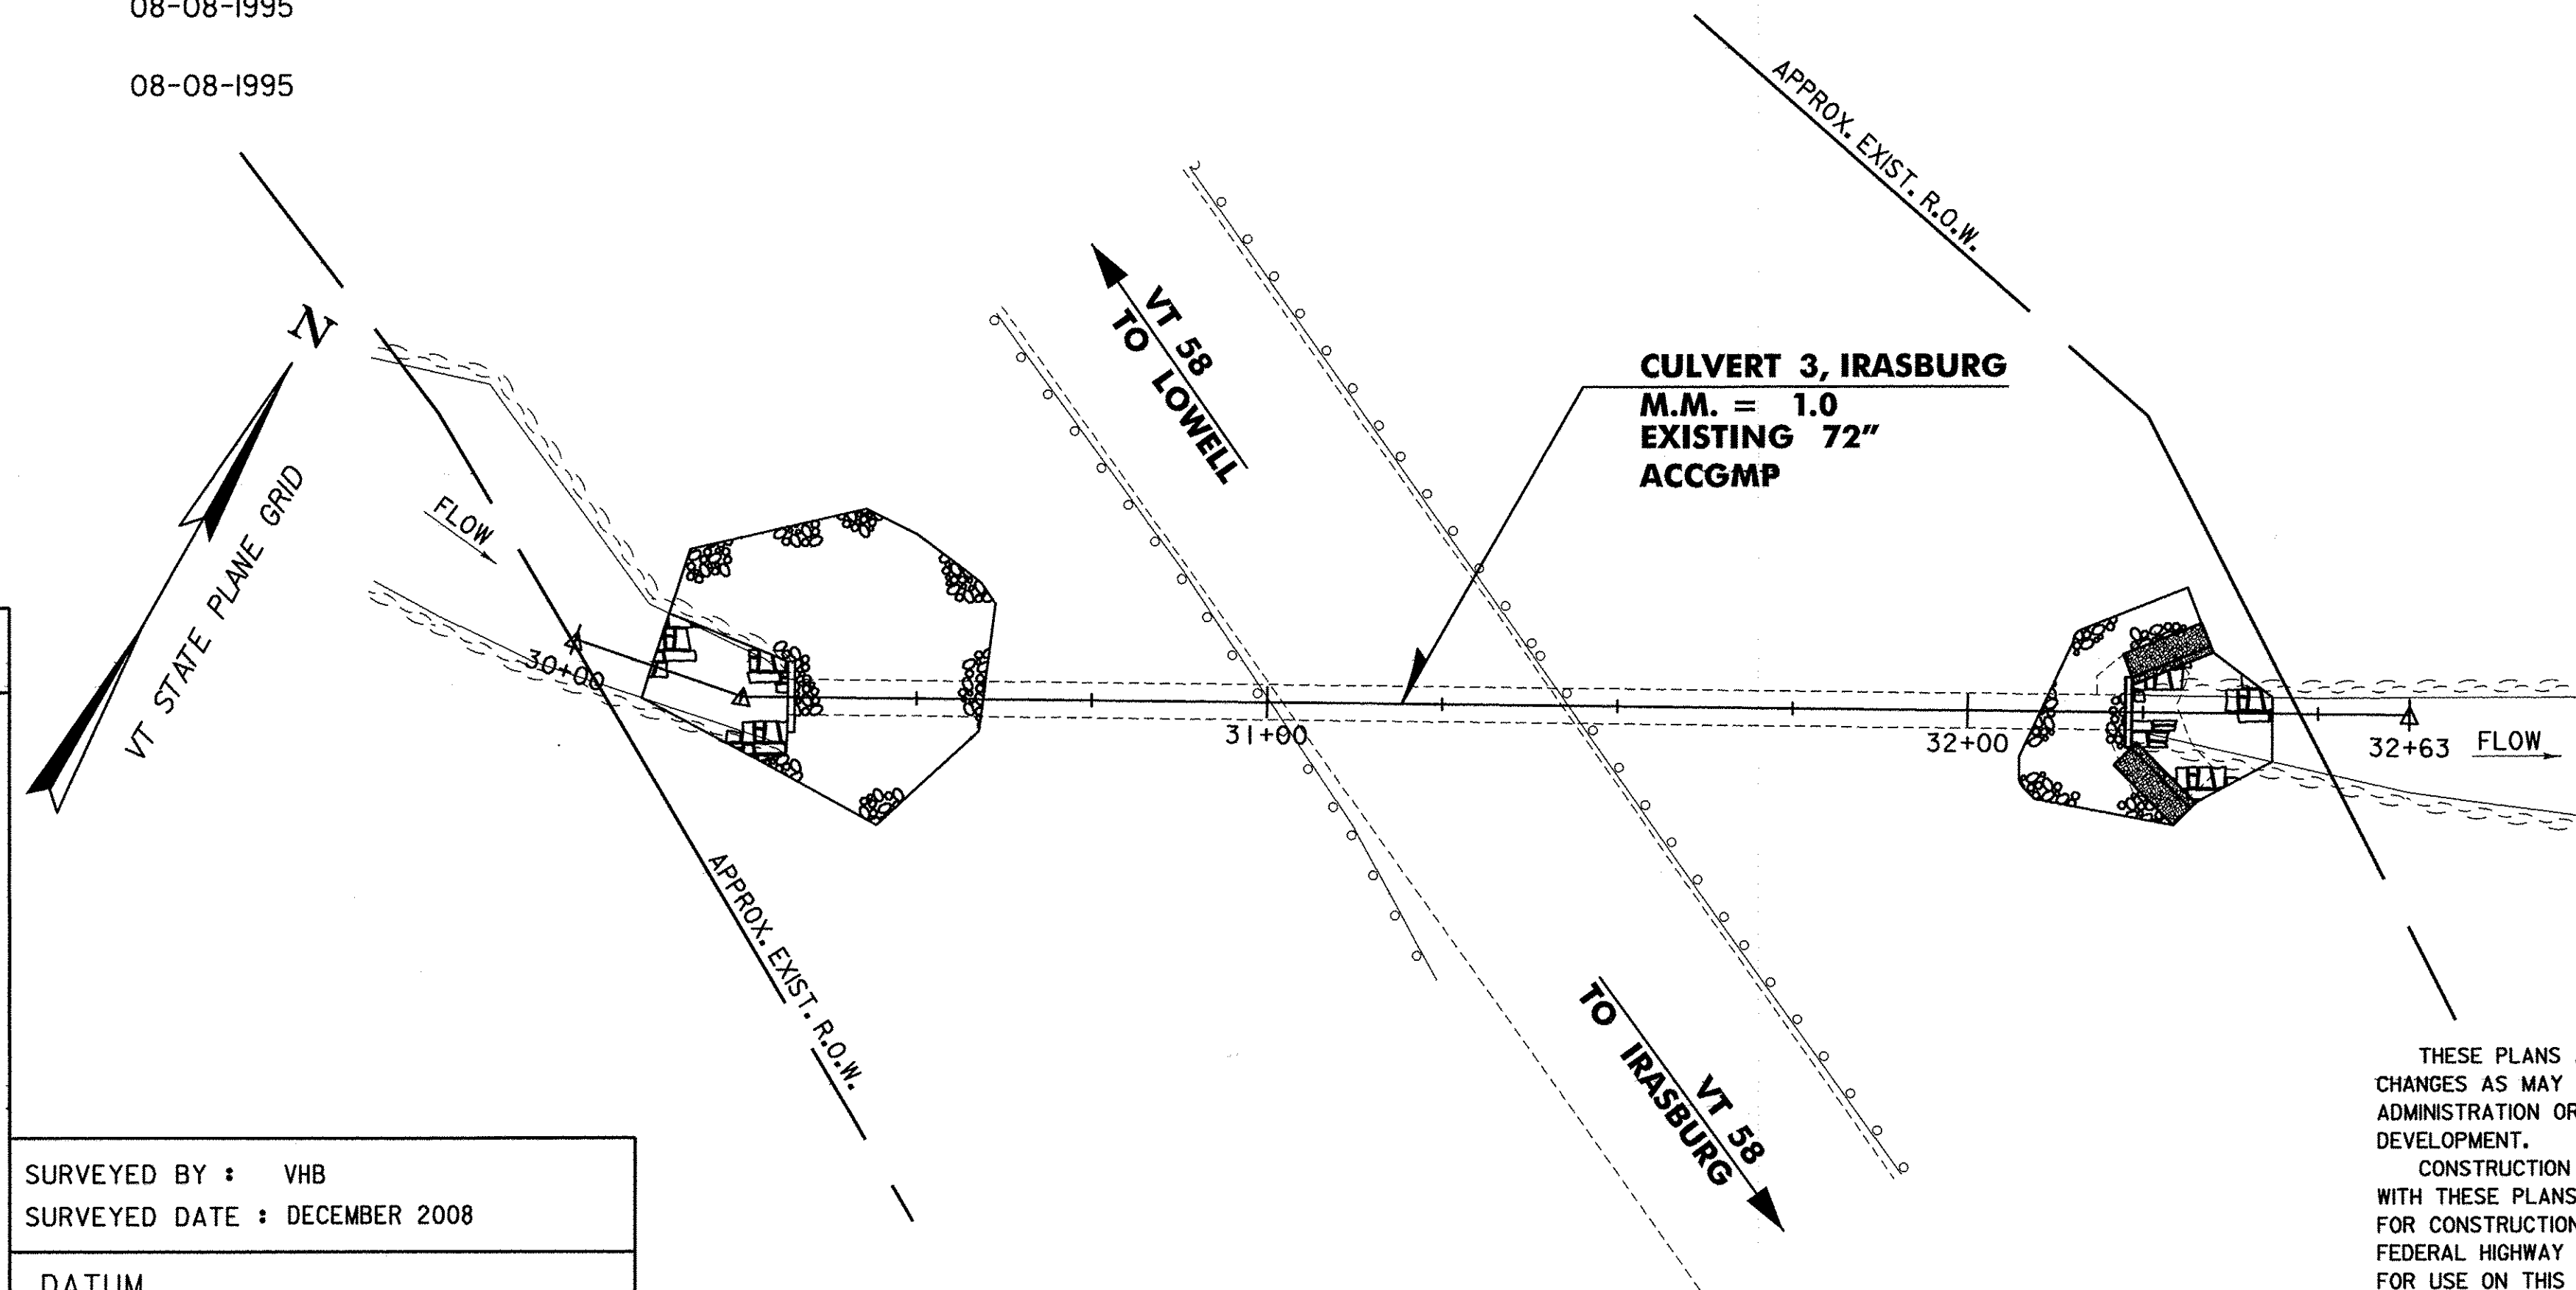 08-08-1995
08-08-1995
APPROX. EXIST. R.O.W.
N
VT STATE PLANE GRID
FLOW
VT 58
TO LOWELL
CULVERT 3, IRASBURG
M.M. = 1.0
EXISTING 72"
ACCGMP
30+00
31+00
32+00
32+63
FLOW
APPROX. EXIST. R.O.W.
VT 58
TO IRASBURG
SURVEYED BY : VHB
SURVEYED DATE : DECEMBER 2008
DATUM
THESE PLANS
CHANGES AS MAY
ADMINISTRATION OR
DEVELOPMENT.
CONSTRUCTION
WITH THESE PLANS
FOR CONSTRUCTION
FEDERAL HIGHWAY
FOR USE ON THIS